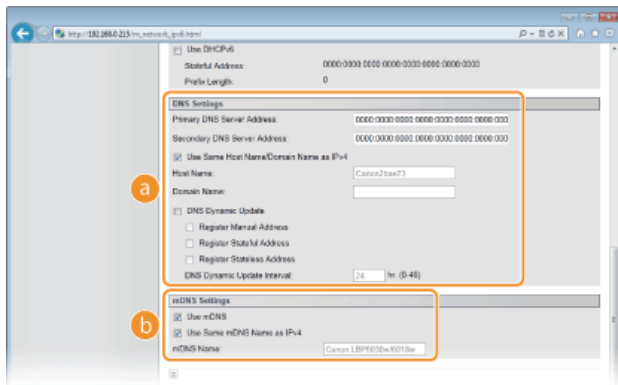 http://192.168.0.215/m_network_ipv6.html
Use DHCPv6
Stateful Address: 0000:0000:0000:0000:0000:0000:0000:0000
Prefix Length: 0
DNS Settings
Primary DNS Server Address: 0000:0000:0000:0000:0000:0000:0000:000
Secondary DNS Server Address: 0000:0000:0000:0000:0000:0000:0000:000
Use Same Host Name/Domain Name as IPv4
a
Host Name: Canon2bae73
Domain Name:
DNS Dynamic Update
Register Manual Address
Register Stateful Address
Register Stateless Address
DNS Dynamic Update Interval: 24 hr. (0-48)
mDNS Settings
Use mDNS
b
Use Same mDNS Name as IPv4
mDNS Name: Canon LBP6030w/6018w